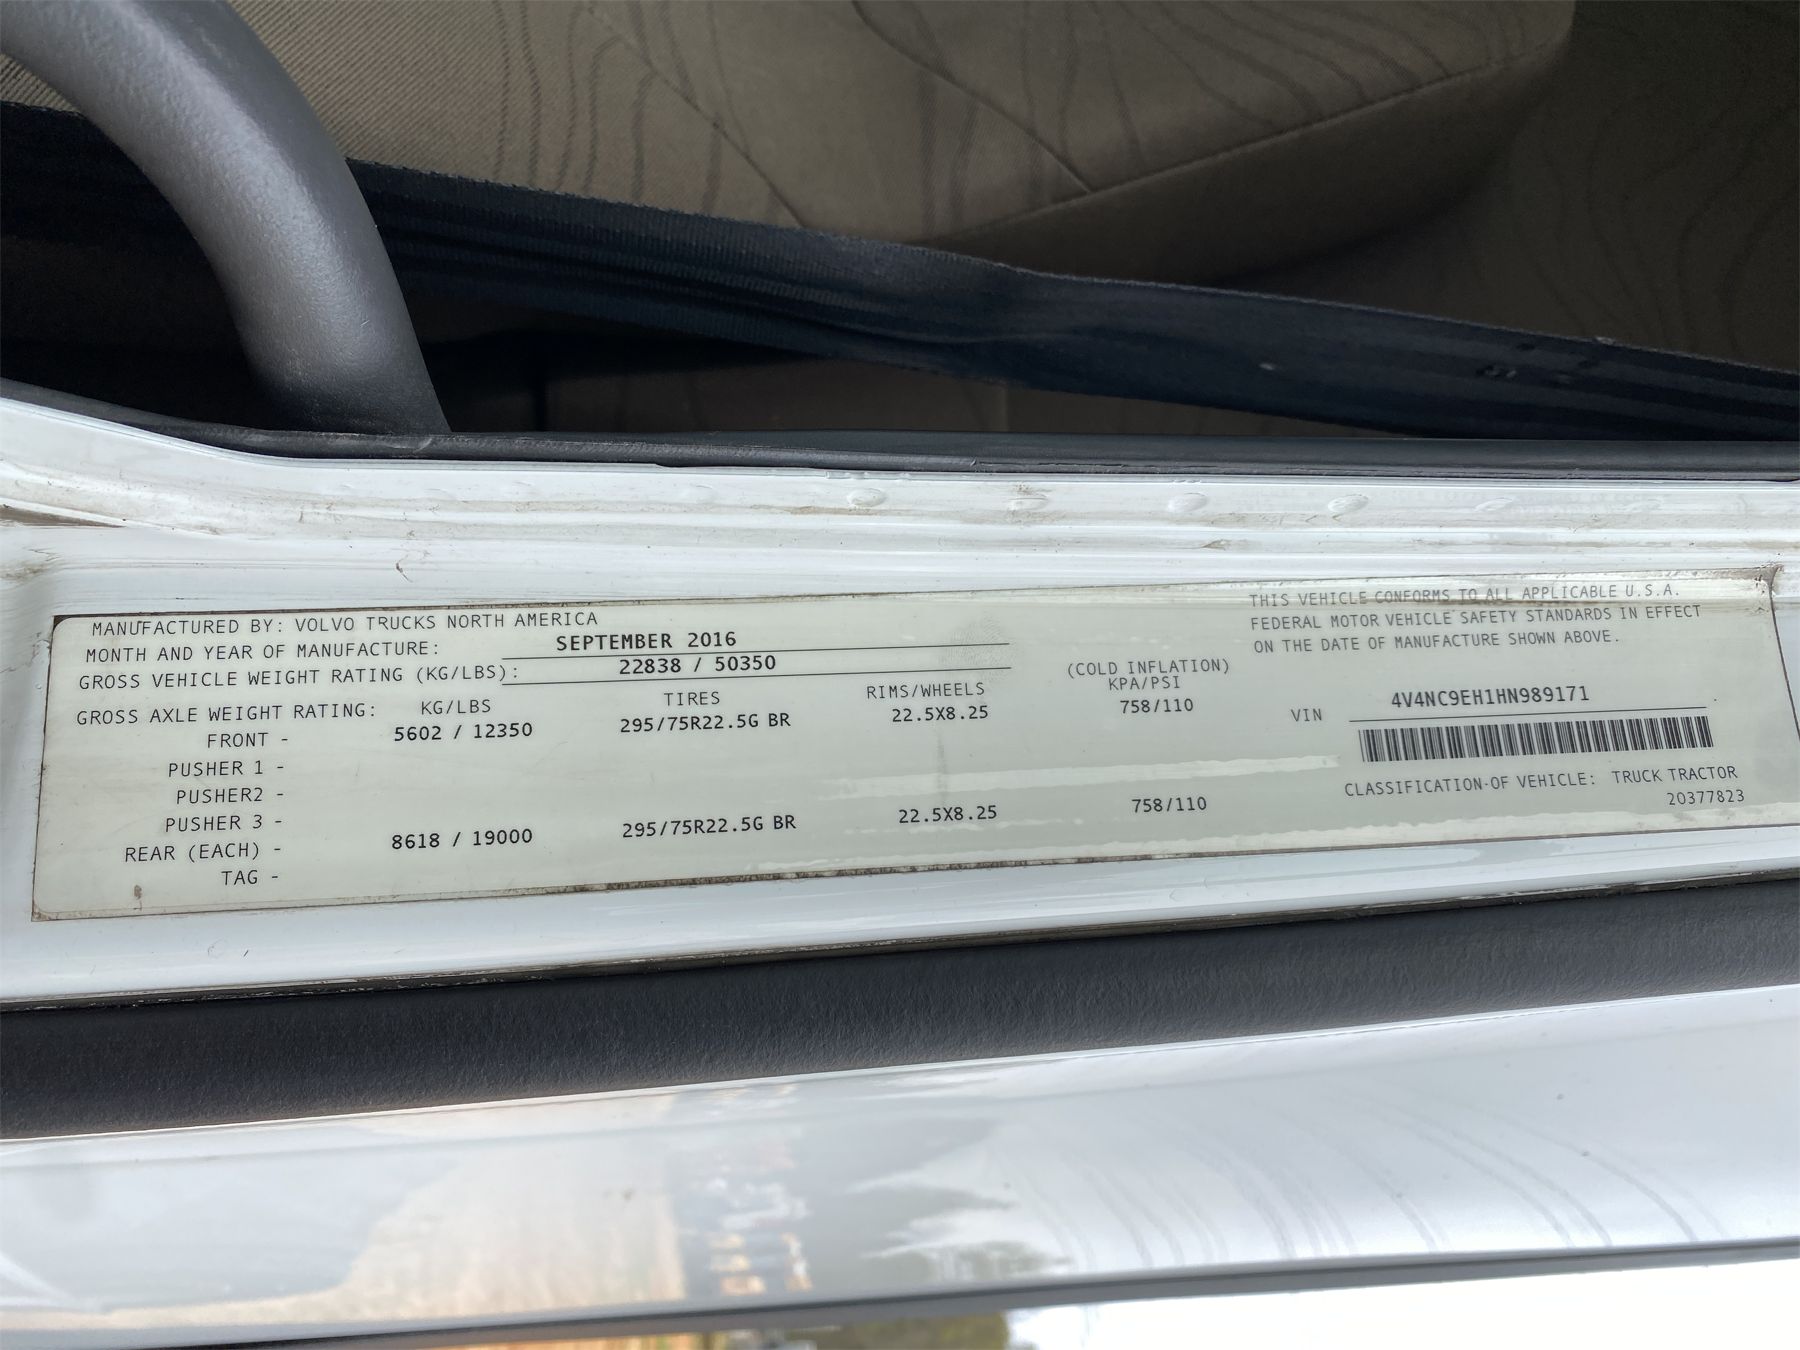 MANUFACTURED BY: VOLVO TRUCKS NORTH AMERICA
MONTH AND YEAR OF MANUFACTURE: SEPTEMBER 2016
GROSS VEHICLE WEIGHT RATING (KG/LBS): 22838 / 50350
GROSS AXLE WEIGHT RATING: KG/LBS TIRES RIMS/WHEELS (COLD INFLATION) KPA/PSI
FRONT - 5602 / 12350 295/75R22.5G BR 22.5X8.25 758/110
PUSHER 1 -
PUSHER2 -
PUSHER 3 -
REAR (EACH) - 8618 / 19000 295/75R22.5G BR 22.5X8.25 758/110
TAG -
THIS VEHICLE CONFORMS TO ALL APPLICABLE U.S.A.
FEDERAL MOTOR VEHICLE SAFETY STANDARDS IN EFFECT
ON THE DATE OF MANUFACTURE SHOWN ABOVE.
VIN 4V4NC9EH1HN989171
CLASSIFICATION-OF VEHICLE: TRUCK TRACTOR
20377823